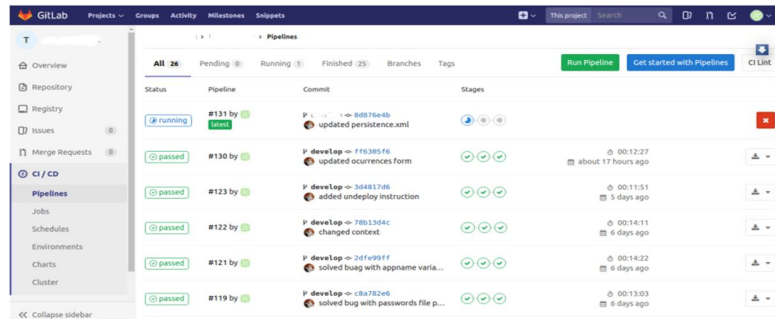 GitLab Projects Groups Activity Milestones Snippets This project Search
T
Pipelines
Overview
Repository
Registry
Issues 0
Merge Requests 0
CI / CD
Pipelines
Jobs
Schedules
Environments
Charts
Cluster
Collapse sidebar
All 26 Pending 0 Running 1 Finished 25 Branches Tags Run Pipeline Get started with Pipelines CI Lint
Status Pipeline Commit Stages
running #131 by 8d876e4b
latest updated persistence.xml
passed #130 by develop ff6305f6 00:12:27
updated ocurrences form about 17 hours ago
passed #123 by develop 3d4817d6 00:11:51
added undeploy instruction 5 days ago
passed #122 by develop 78b13d4c 00:14:11
changed context 6 days ago
passed #121 by develop 2dfe99ff 00:14:22
solved buag with appname varia... 6 days ago
passed #119 by develop c8a782e6 00:13:03
solved bug with passwords file p... 6 days ago